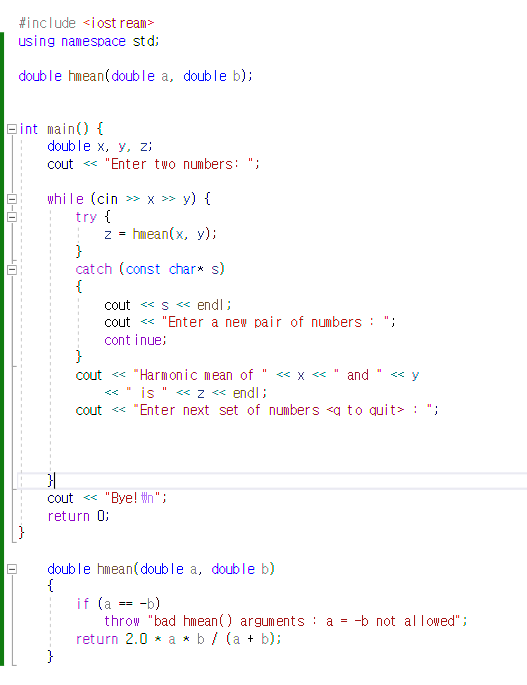 #include <iostream>
using namespace std;
double hmean(double a, double b);
int main() {
double x, y, z;
cout << "Enter two numbers: ";
while (cin >> x >> y) {
try {
z = hmean(x, y);
}
catch (const char* s)
{
cout << s << endl;
cout << "Enter a new pair of numbers : ";
continue;
}
cout << "Harmonic mean of " << x << " and " << y
<< " is " << z << endl;
cout << "Enter next set of numbers <q to quit> : ";
}
cout << "Bye!₩n";
return 0;
}
double hmean(double a, double b)
{
if (a == -b)
throw "bad hmean() arguments : a = -b not allowed";
return 2.0 * a * b / (a + b);
}